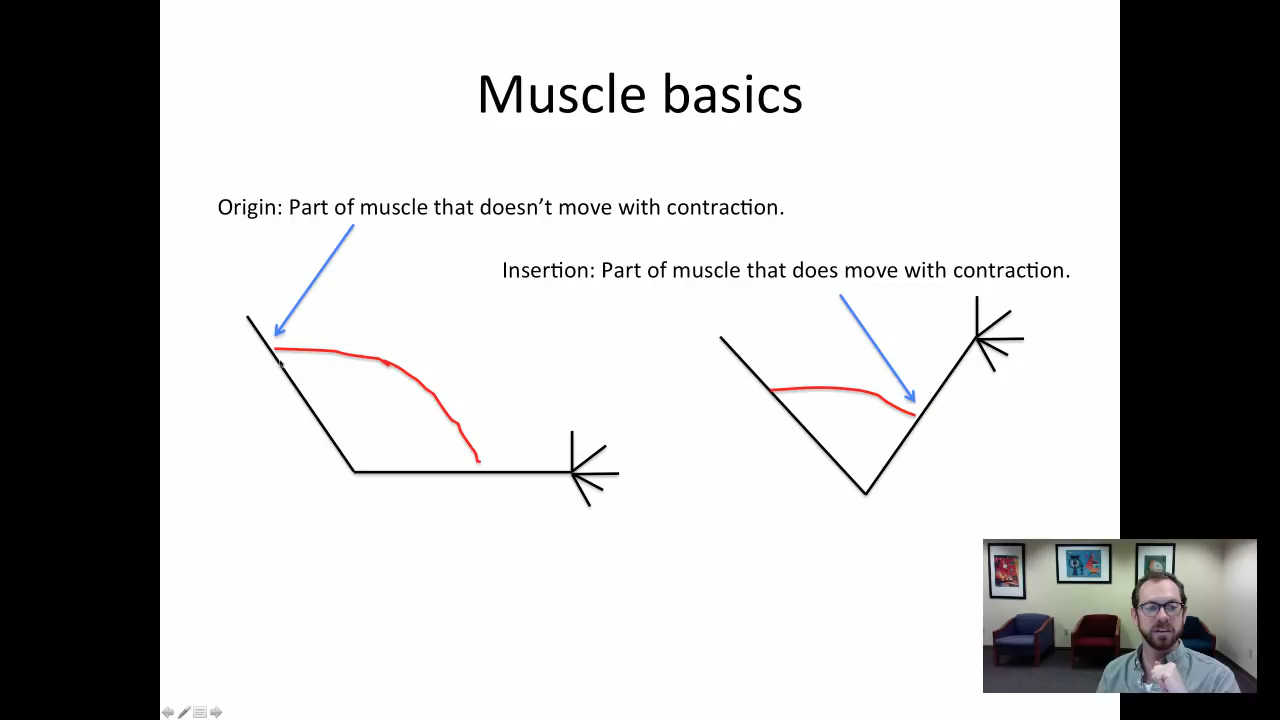 Muscle basics
Origin: Part of muscle that doesn’t move with contraction.
Insertion: Part of muscle that does move with contraction.